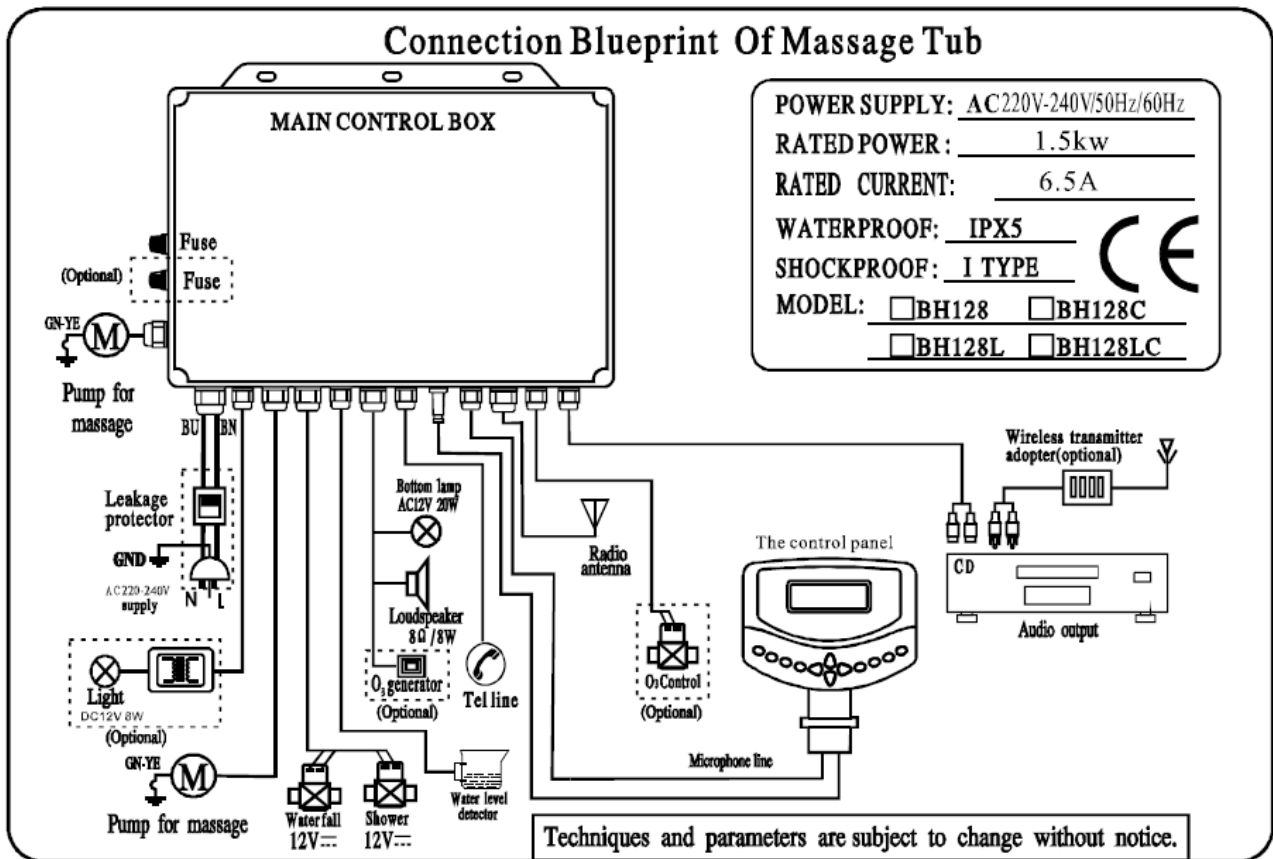 Connection Blueprint Of Massage Tub
MAIN CONTROL BOX
POWER SUPPLY: AC220V-240V/50Hz/60Hz
RATED POWER: 1.5kw
RATED CURRENT: 6.5A
WATERPROOF: IPX5
SHOCKPROOF: I TYPE
CE
MODEL: BH128 BH128C
BH128L BH128LC
Fuse
(Optional) Fuse
GN-YE
M
Pump for
massage
BU BN
Leakage
protector
GND
AC220-240V
supply
N L
Light
DC12V 8W
(Optional)
GN-YE
M
Pump for massage
Bottom lamp
AC12V 20W
Loudspeaker
8Ω/8W
O3 generator
(Optional)
Tel line
Water fall
12V
Shower
12V
Water level
detector
Radio
antenna
O3 Control
(Optional)
The control panel
Microphone line
Wireless transmitter
adopter(optional)
CD
Audio output
Techniques and parameters are subject to change without notice.